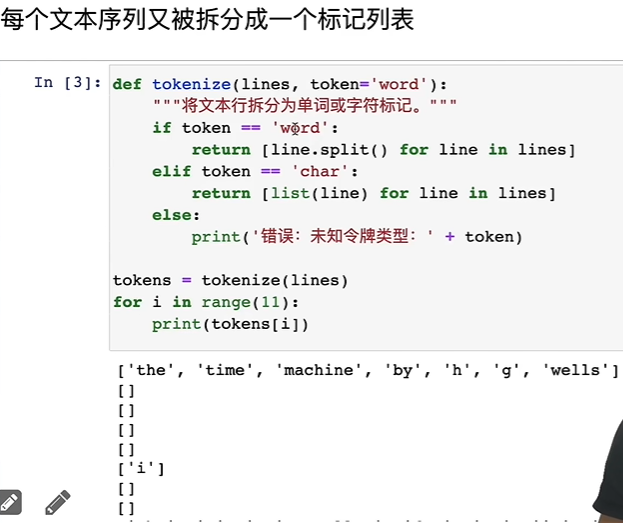 每个文本序列又被拆分成一个标记列表
In [3]: def tokenize(lines, token='word'):
    """将文本行拆分为单词或字符标记。"""
    if token == 'word':
        return [line.split() for line in lines]
    elif token == 'char':
        return [list(line) for line in lines]
    else:
        print('错误：未知令牌类型：' + token)
tokens = tokenize(lines)
for i in range(11):
    print(tokens[i])
['the', 'time', 'machine', 'by', 'h', 'g', 'wells']
[]
[]
[]
[]
['i']
[]
[]